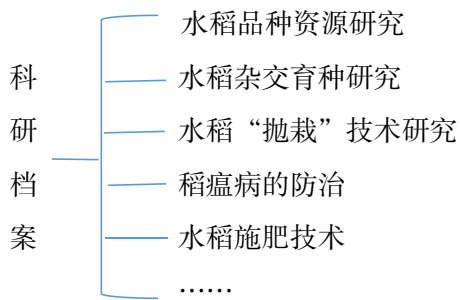 科研档案
水稻品种资源研究
水稻杂交育种研究
水稻“抛栽”技术研究
稻瘟病的防治
水稻施肥技术
……